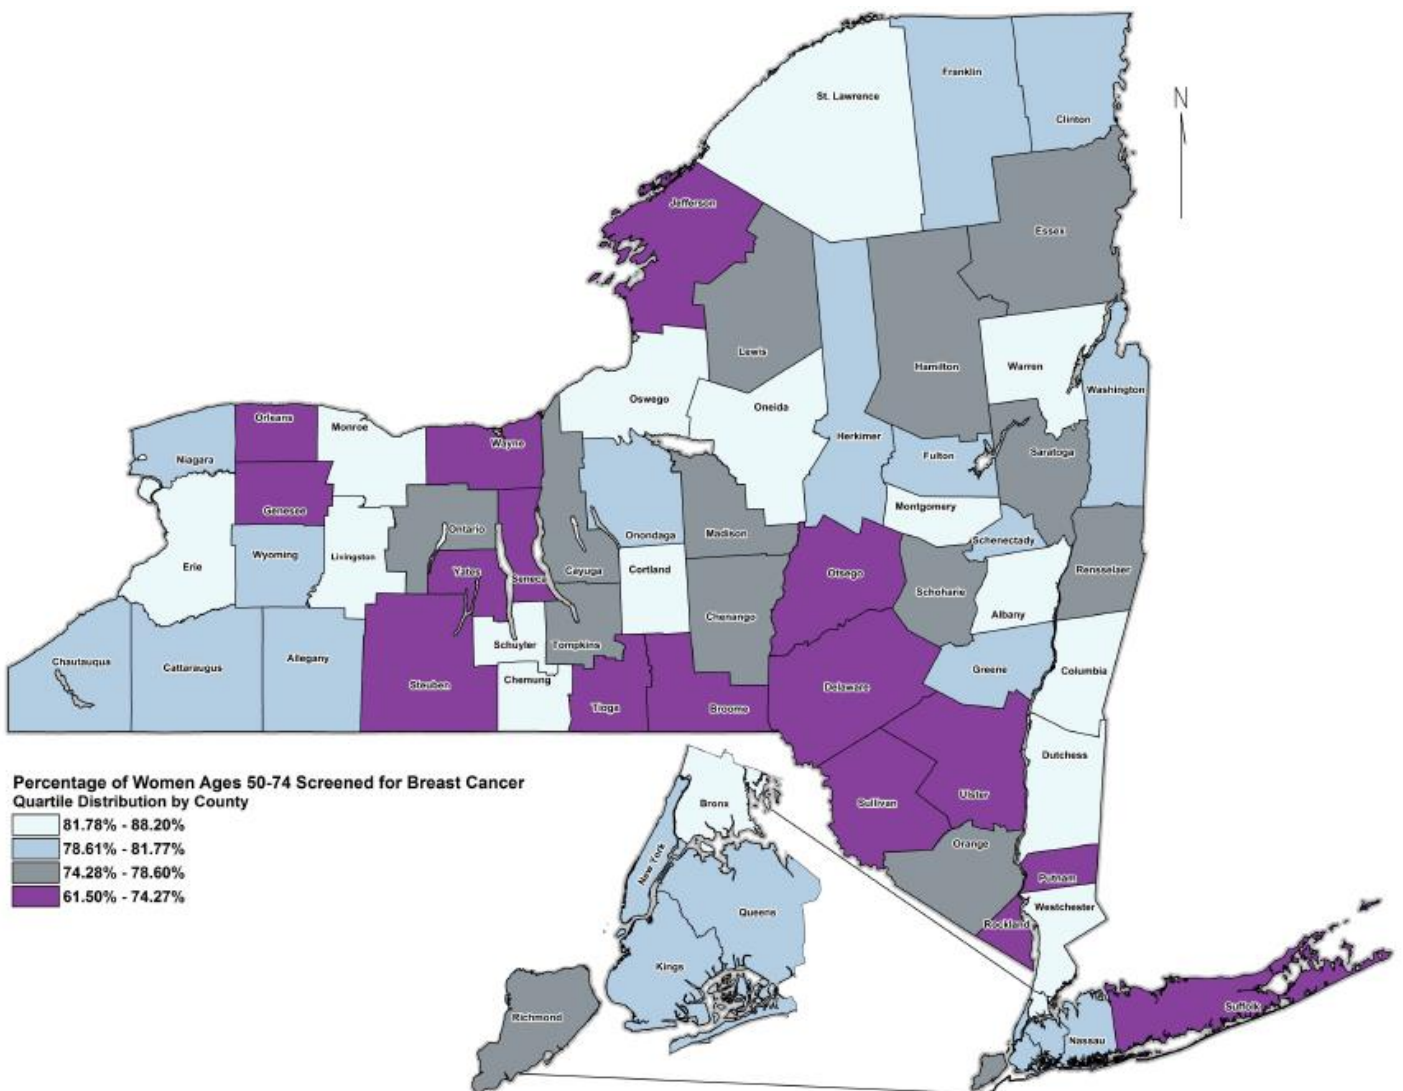 N
Franklin
St. Lawrence
Clinton
Jefferson
Essex
Lewis
Hamilton
Warren
Washington
Oswego
Oneida
Orleans
Monroe
Wayne
Herkimer
Fulton
Saratoga
Niagara
Genesee
Montgomery
Ontario
Onondaga
Madison
Schenectady
Wyoming
Livingston
Erie
Yates
Seneca
Cayuga
Cortland
Otsego
Schoharie
Rensselaer
Albany
Chenango
Schuyler
Tompkins
Chautauqua
Cattaraugus
Allegany
Greene
Columbia
Steuben
Chemung
Delaware
Tioga
Broome
Dutchess
Percentage of Women Ages 50-74 Screened for Breast Cancer
Quartile Distribution by County
81.78% - 88.20%
78.61% - 81.77%
74.28% - 78.60%
61.50% - 74.27%
Bronx
Sullivan
Ulster
New York
Orange
Putnam
Queens
Westchester
Rockland
Kings
Richmond
Suffolk
Nassau